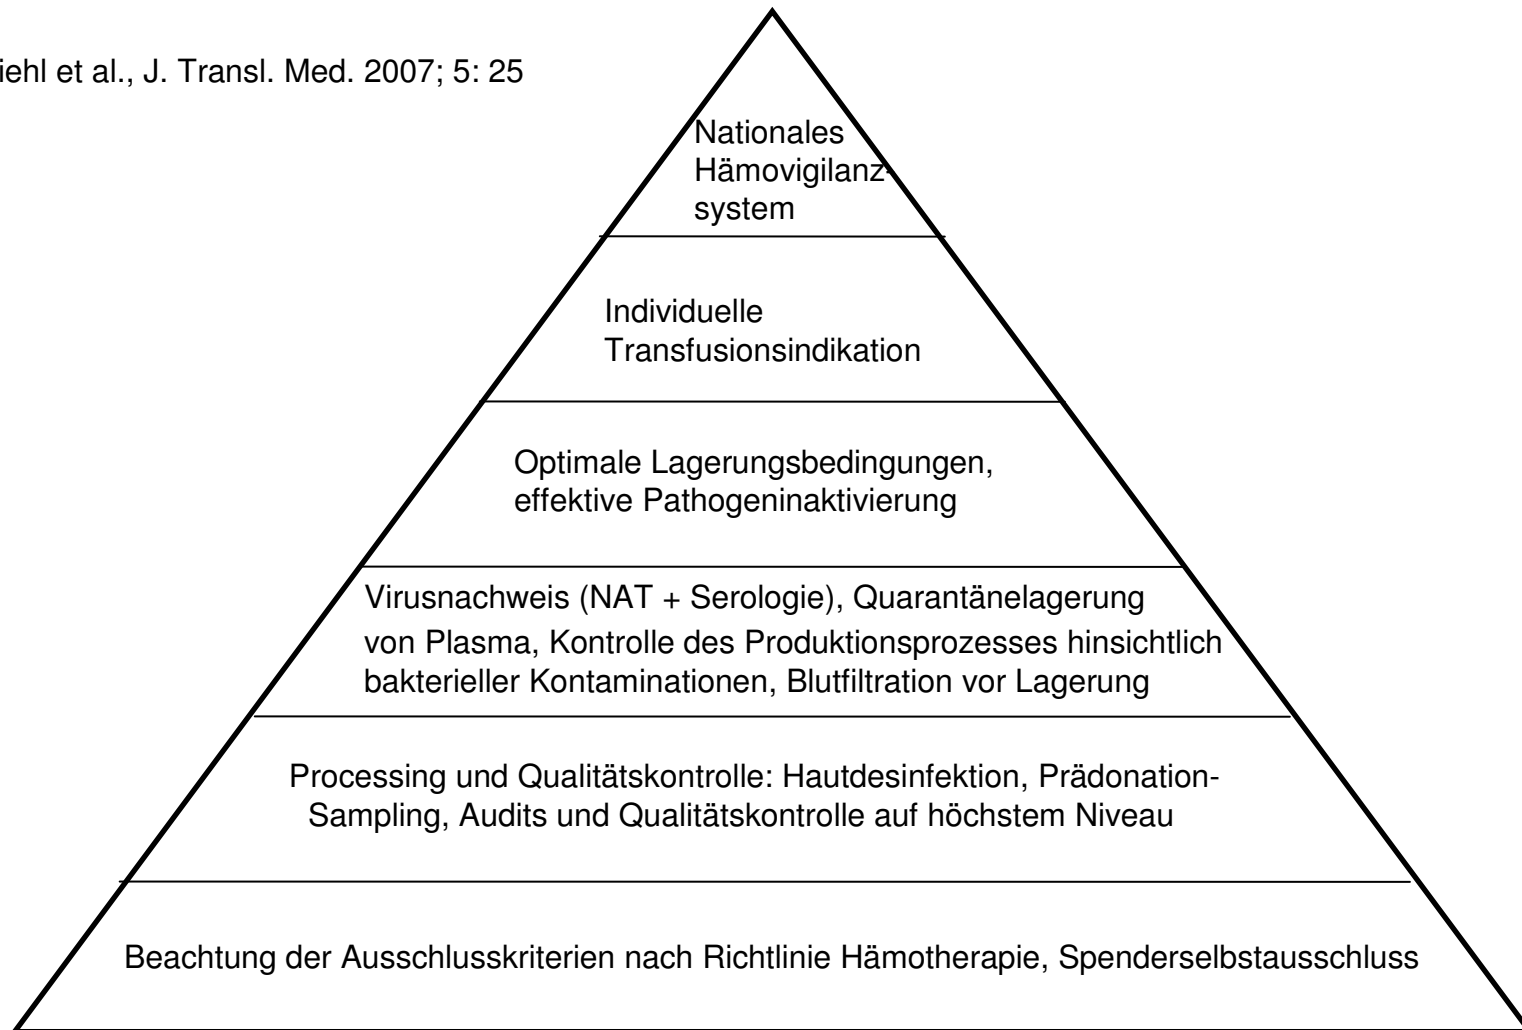 et al., J. Transl. Med. 2007; 5: 25
Nationales
Hämovigilanz-
system
Individuelle
Transfusionsindikation
Optimale Lagerungsbedingungen,
effektive Pathogeninaktivierung
Virusnachweis (NAT + Serologie), Quarantänelagerung
von Plasma, Kontrolle des Produktionsprozesses hinsichtlich
bakterieller Kontaminationen, Blutfiltration vor Lagerung
Processing und Qualitätskontrolle: Hautdesinfektion, Prädonation-
Sampling, Audits und Qualitätskontrolle auf höchstem Niveau
Beachtung der Ausschlusskriterien nach Richtlinie Hämotherapie, Spenderselbstausschluss